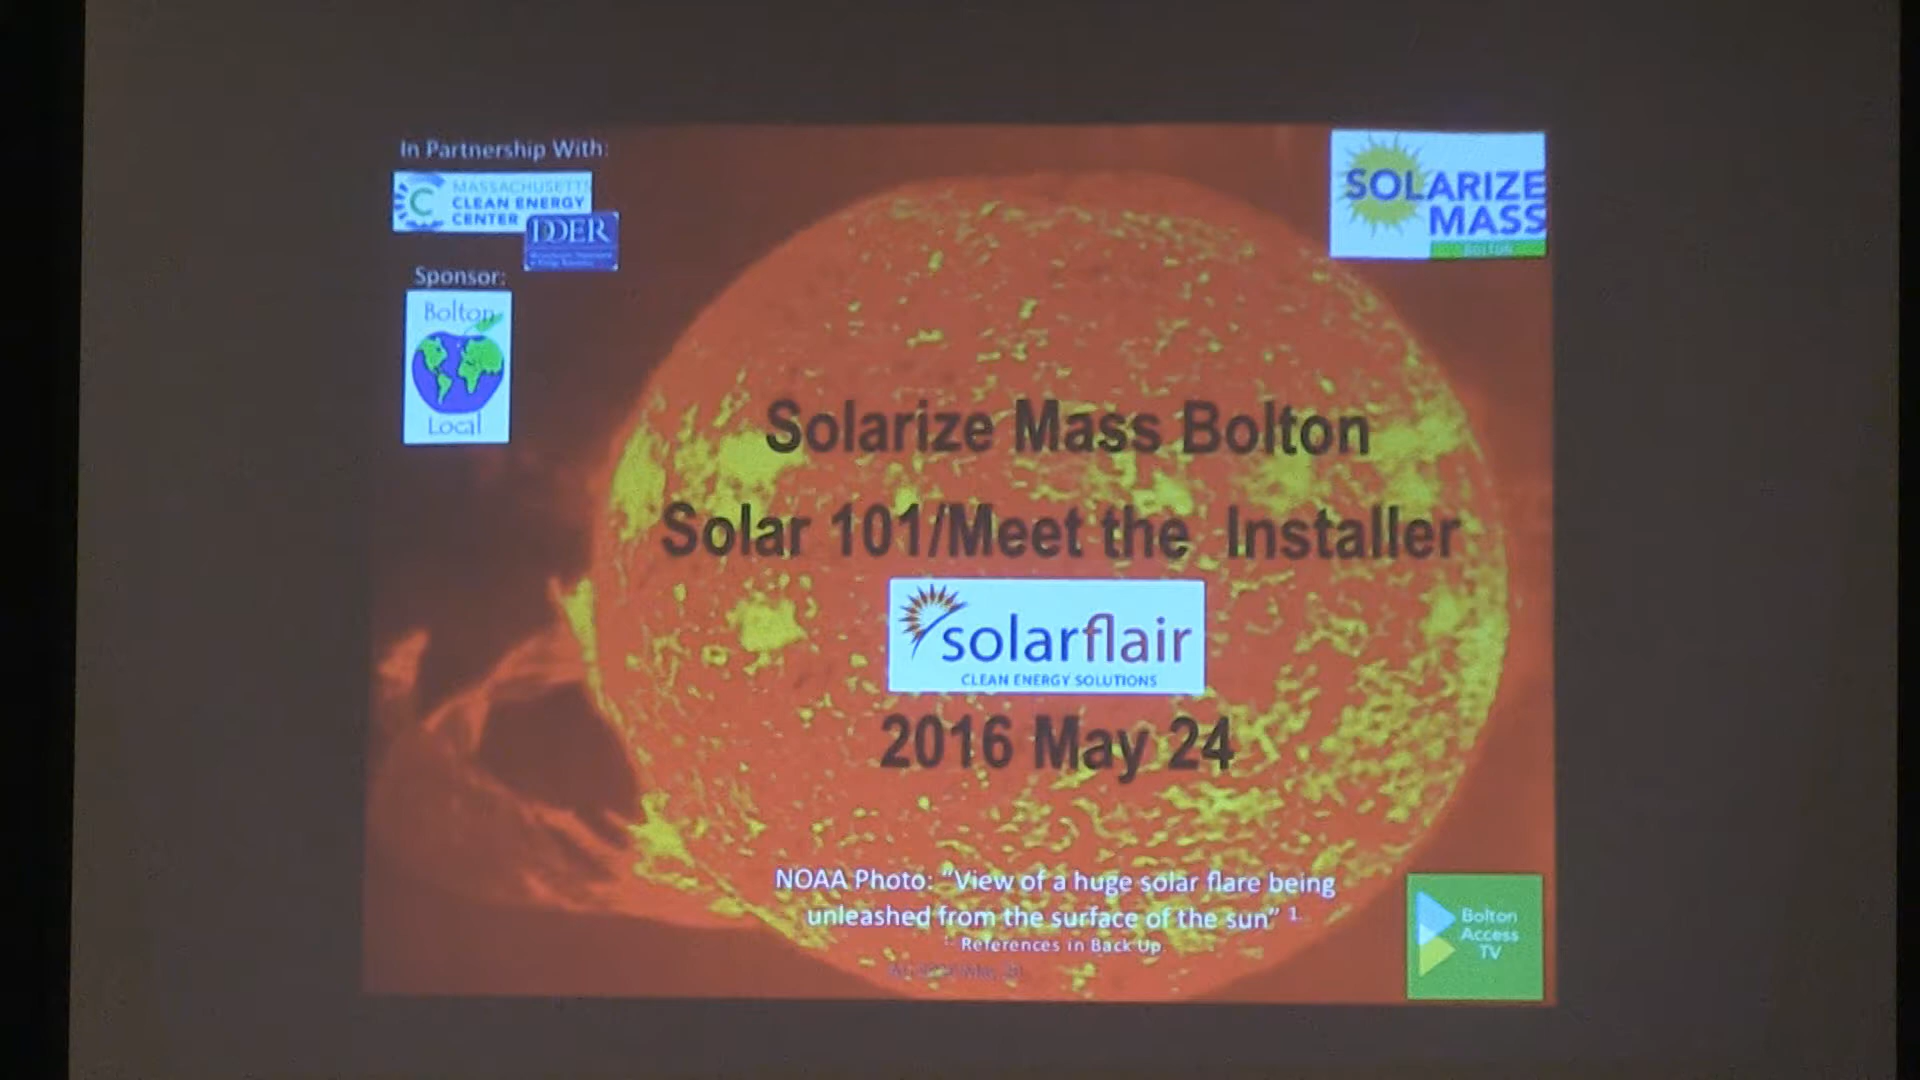 In Partnership With:
MASSACHUSETTS
CLEAN ENERGY
CENTER
DOER
Sponsor:
Bolton
Local
SOLARIZE
MASS
BOLTON
Solarize Mass Bolton
Solar 101/Meet the Installer
solarflair
CLEAN ENERGY SOLUTIONS
2016 May 24
NOAA Photo: "View of a huge solar flare being
unleashed from the surface of the sun" 1.
1. References in Back Up.
Bolton
Access
TV